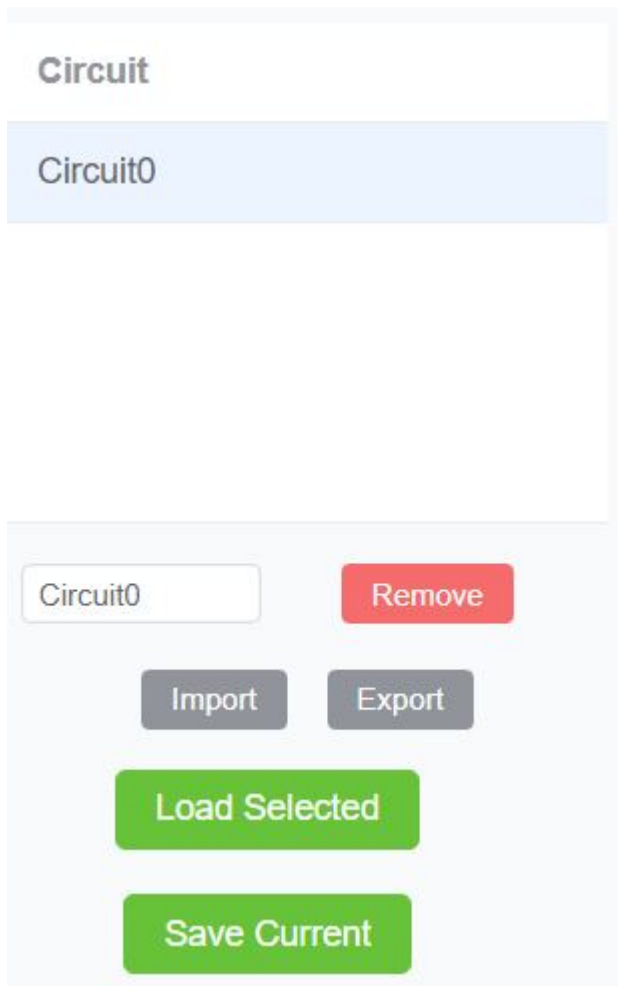 Circuit
Circuit0
Circuit0
Remove
Import
Export
Load Selected
Save Current